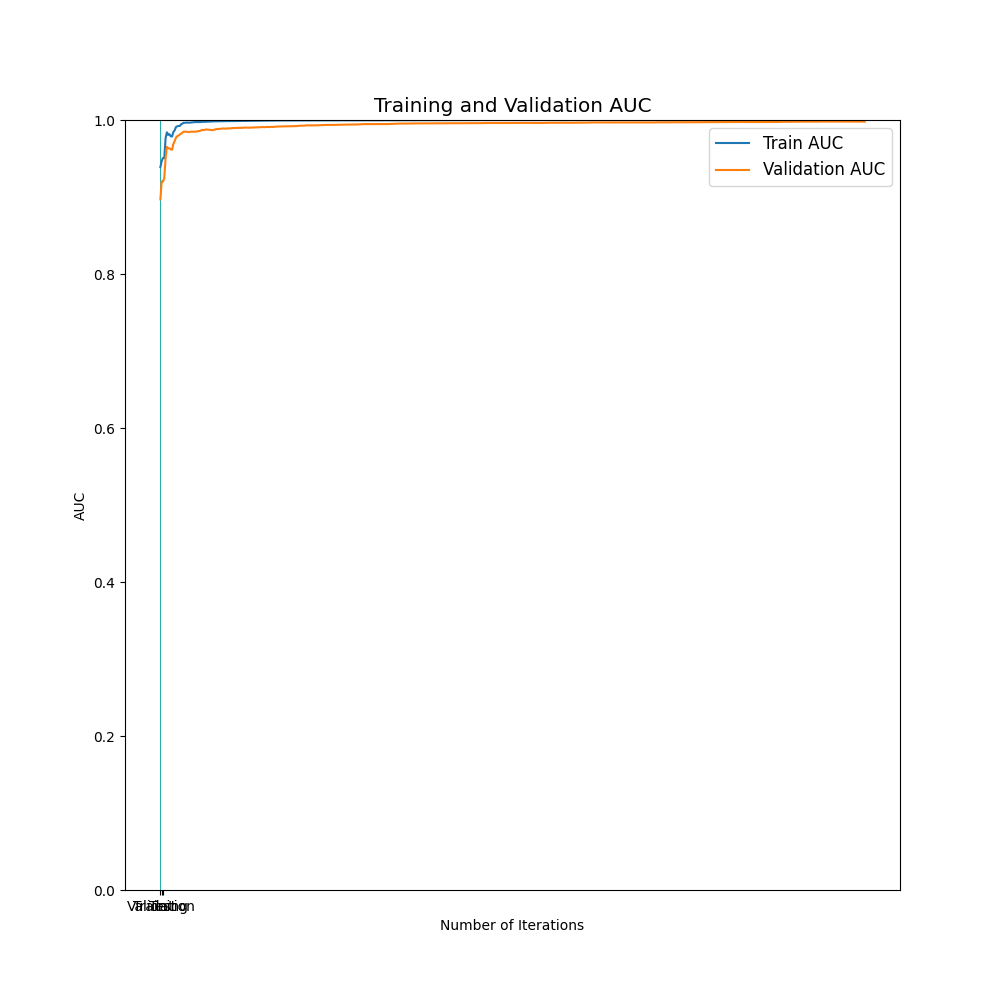 Training and Validation AUC
Train AUC
Validation AUC
1.0
0.8
0.6
0.4
0.2
0.0
AUC
Number of Iterations